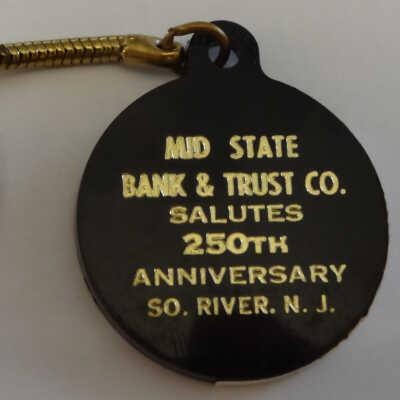 MID STATE
BANK & TRUST CO.
SALUTES
250TH
ANNIVERSARY
SO. RIVER. N. J.